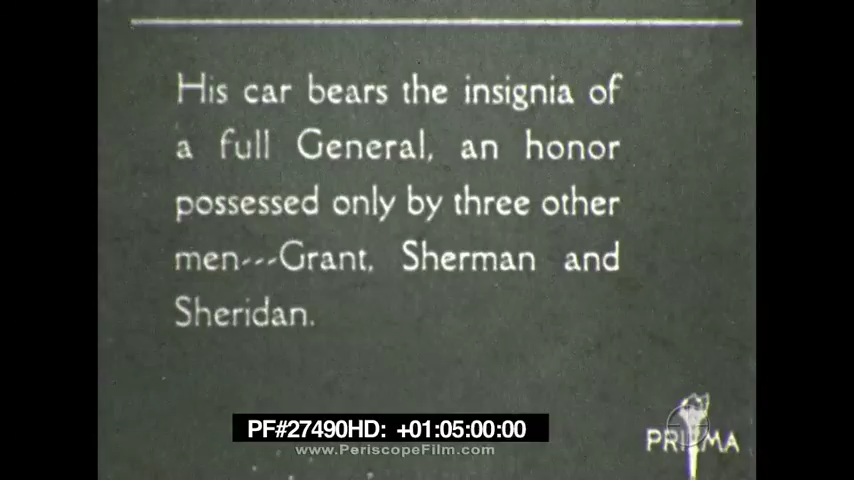 His car bears the insignia of
a full General, an honor
possessed only by three other
men---Grant, Sherman and
Sheridan.
PRIZMA
PF#27490HD: +01:05:00:00
www.PeriscopeFilm.com